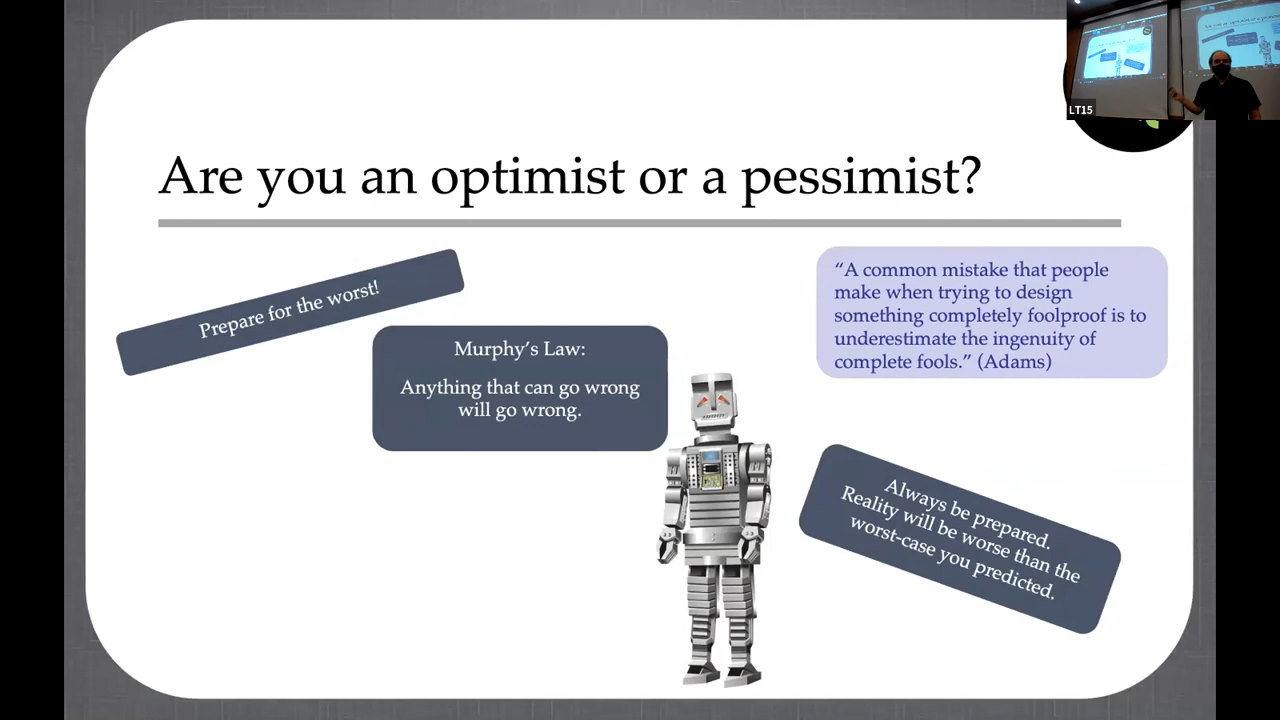 Are you an optimist or a pessimist?
Prepare for the worst!
Murphy’s Law:
Anything that can go wrong
will go wrong.
“A common mistake that people
make when trying to design
something completely foolproof is to
underestimate the ingenuity of
complete fools.” (Adams)
Always be prepared.
Reality will be worse than the
worst-case you predicted.
LT15